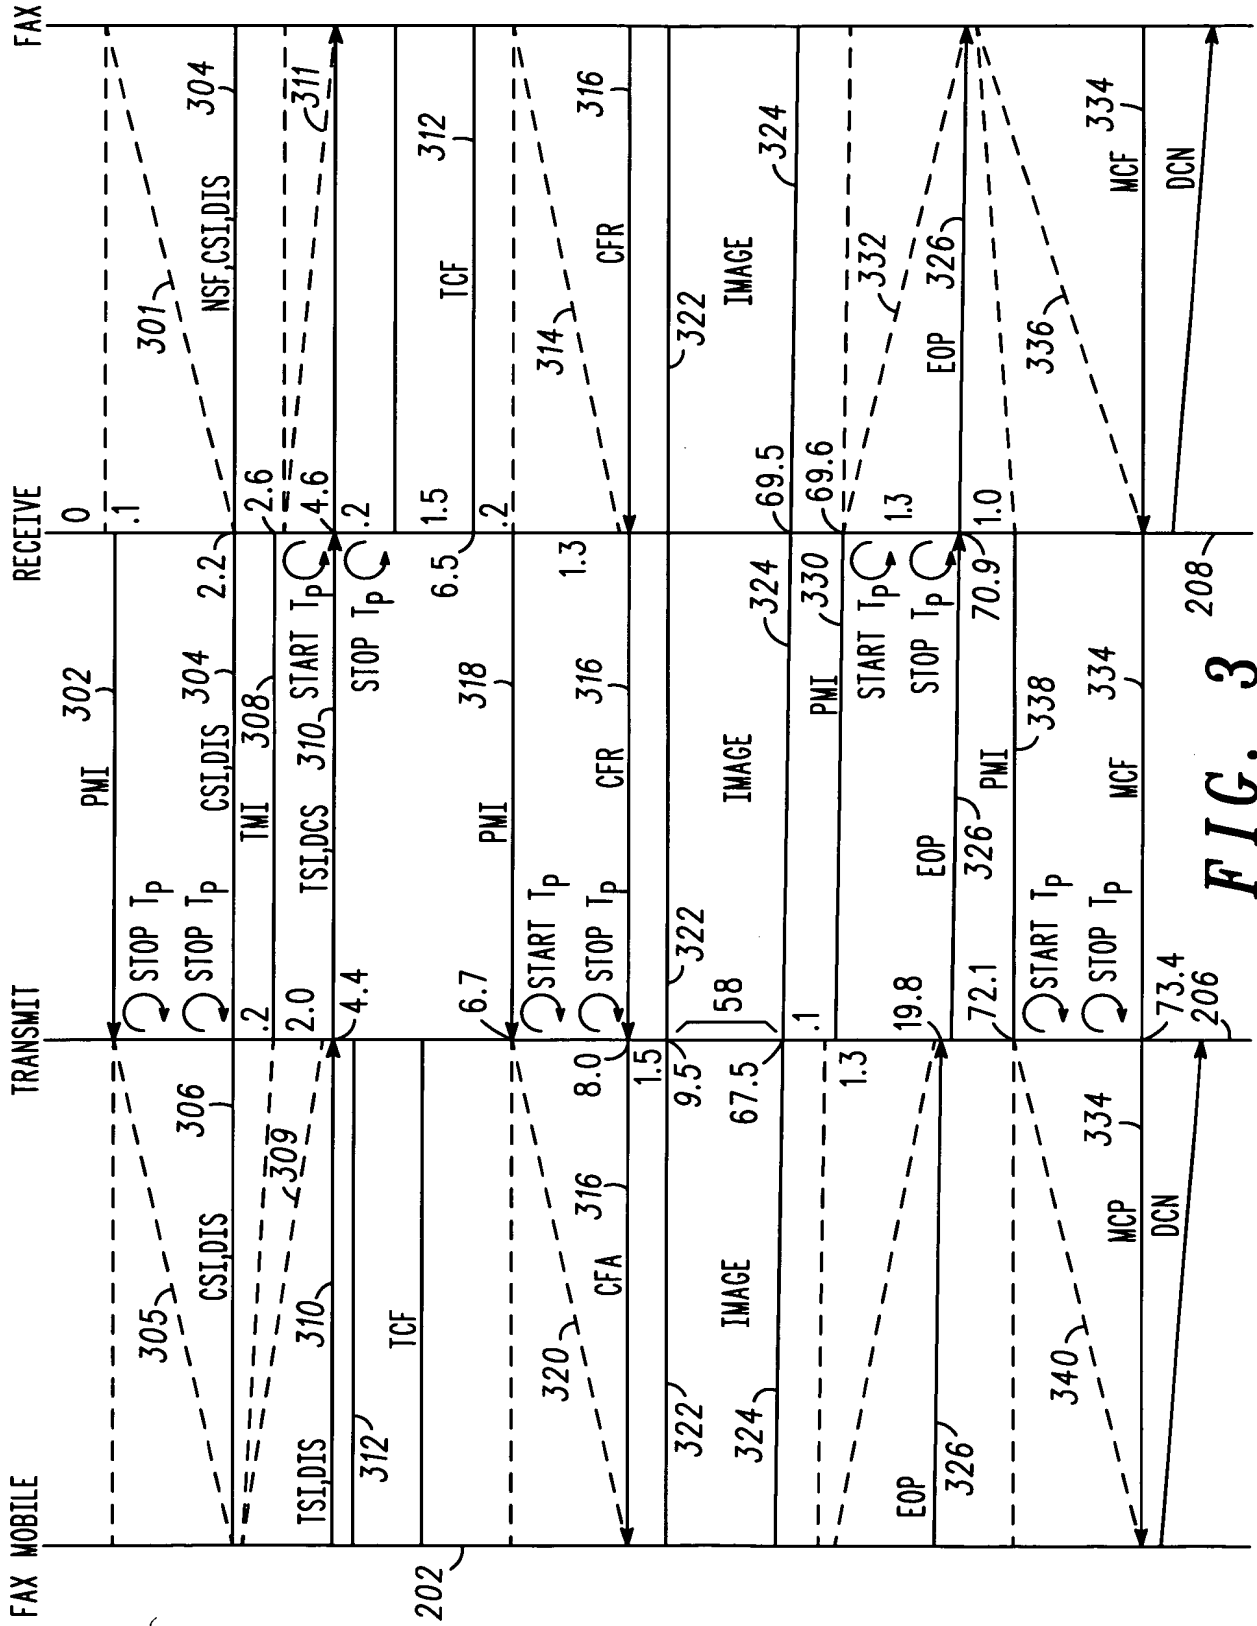 FAX MOBILE
TRANSMIT
RECEIVE
FAX
302
PMI
0
.1
305
STOP Tp
301
STOP Tp
306
CSI,DIS
304
CSI,DIS
2.2
NSF,CSI,DIS
304
.2
TMI
308
2.6
309
2.0
START Tp
311
TSI,DIS
310
4.4
TSI,DCS
310
4.6
STOP Tp
.2
312
TCF
202
1.5
6.5
TCF
312
6.7
PMI
318
.2
320
START Tp
1.3
314
STOP Tp
CFA
316
8.0
CFR
316
CFR
316
1.5
9.5
322
322
322
IMAGE
58
IMAGE
IMAGE
324
67.5
324
69.5
324
.1
PMI
330
69.6
1.3
START Tp
1.3
332
STOP Tp
EOP
326
19.8
EOP
326
70.9
EOP
326
72.1
PMI
338
1.0
340
START Tp
336
STOP Tp
MCP
334
73.4
MCF
334
MCF
334
DCN
206
208
DCN
FIG. 3